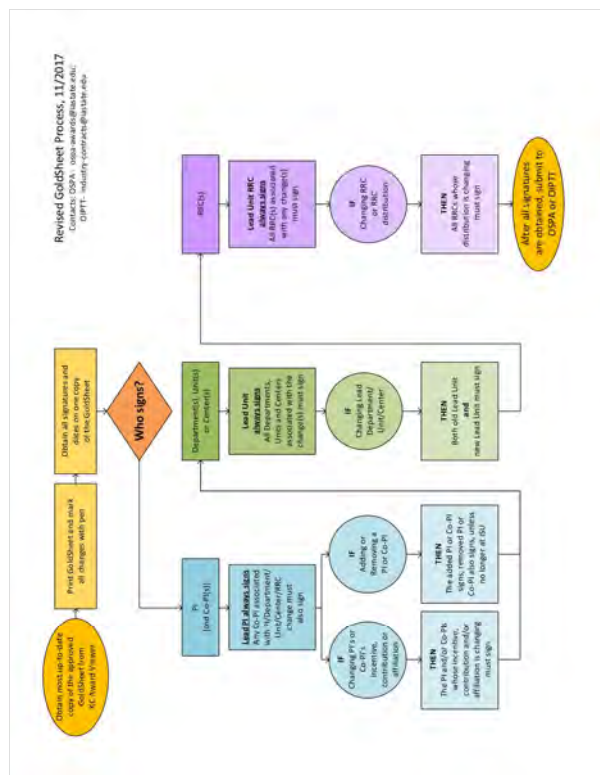 Revised GoldSheet Process, 11/2017
Contacts: OSPA - ospa-awards@iastate.edu;
OIPTT- industry-contracts@iastate.edu
Obtain most up-to-date
copy of the approved
GoldSheet from
KC Award Viewer
Print GoldSheet and mark
all changes with pen
Obtain all signatures and
dates on one copy
of the GoldSheet
Who signs?
PI
(and Co-PI(s))
Lead PI always signs
Any Co-PI associated
with PI/Department/
Unit/Center/RRC
change must
also sign
IF
Changing PI's or
Co-PI's
incentive,
contribution or
affiliation
THEN
The PI and/or Co-PIs
whose incentive,
contribution and/or
affiliation is changing
must sign
IF
Adding or
Removing a
PI or Co-PI
THEN
The added PI or Co-PI
signs, removed PI or
Co-PI also signs, unless
no longer at ISU
Department(s), Unit(s)
or Center(s)
Lead Unit
always signs
All Departments,
Units and Centers
associated with the
change(s) must sign
IF
Changing Lead
Department/
Unit/Center
THEN
Both old Lead Unit
and
new Lead Unit must sign
RRC(s)
Lead Unit RRC
always signs
All RRC(s) associated
with any change(s)
must sign
IF
Changing RRC
or RRC
distribution
THEN
All RRCs whose
distribution is changing
must sign
After all signatures
are obtained, submit to
OSPA or OIPTT